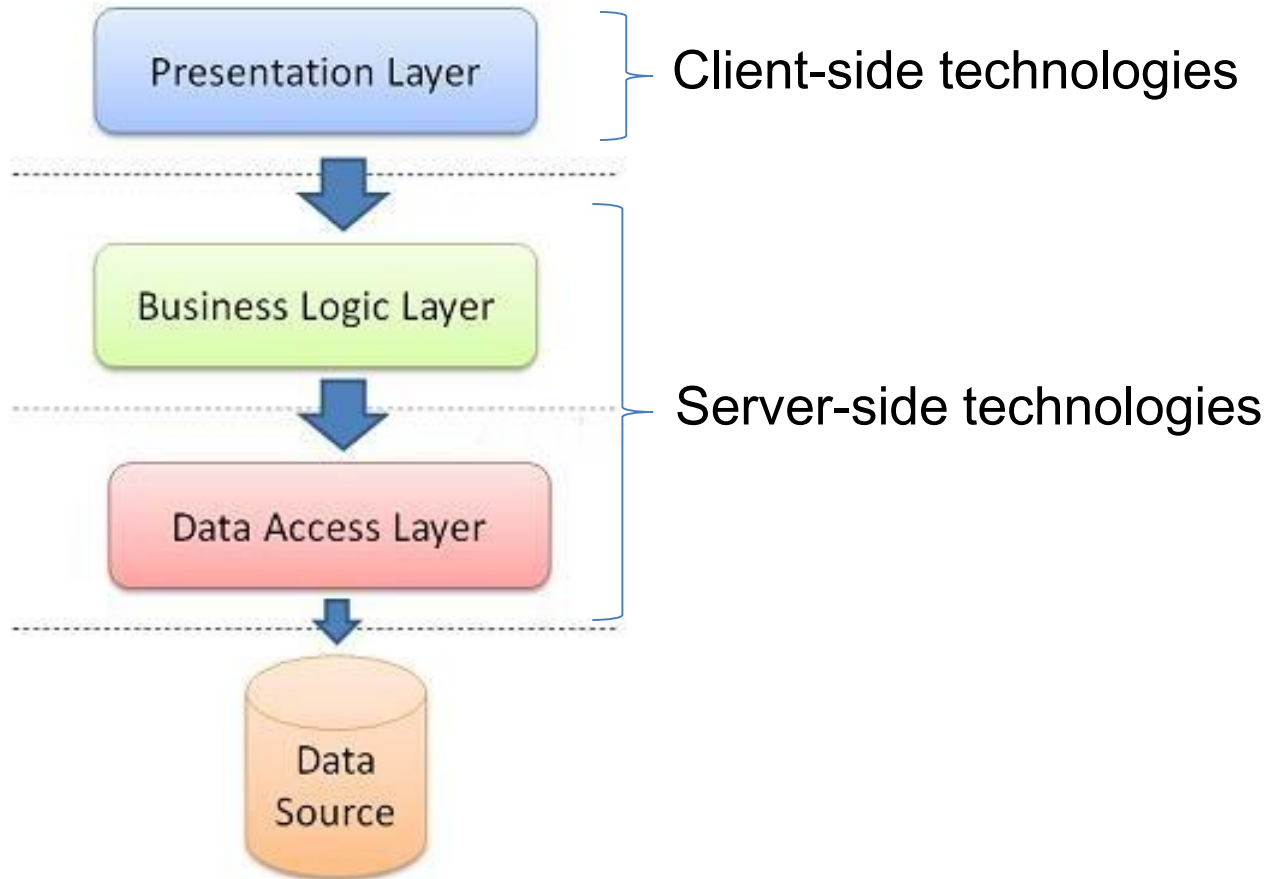 Presentation Layer
Client-side technologies
Business Logic Layer
Server-side technologies
Data Access Layer
Data
Source